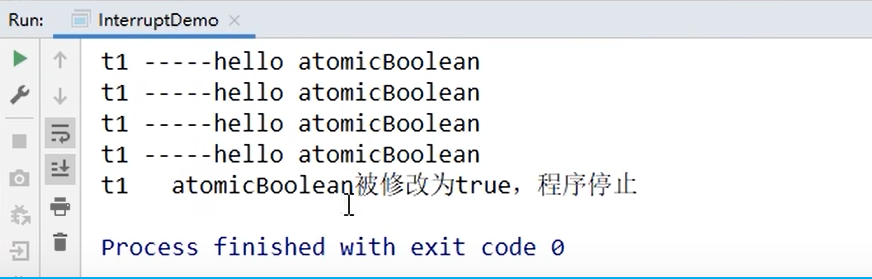 Run: InterruptDemo ×
t1 -----hello atomicBoolean
t1 -----hello atomicBoolean
t1 -----hello atomicBoolean
t1 -----hello atomicBoolean
t1   atomicBoolean被修改为true，程序停止
Process finished with exit code 0